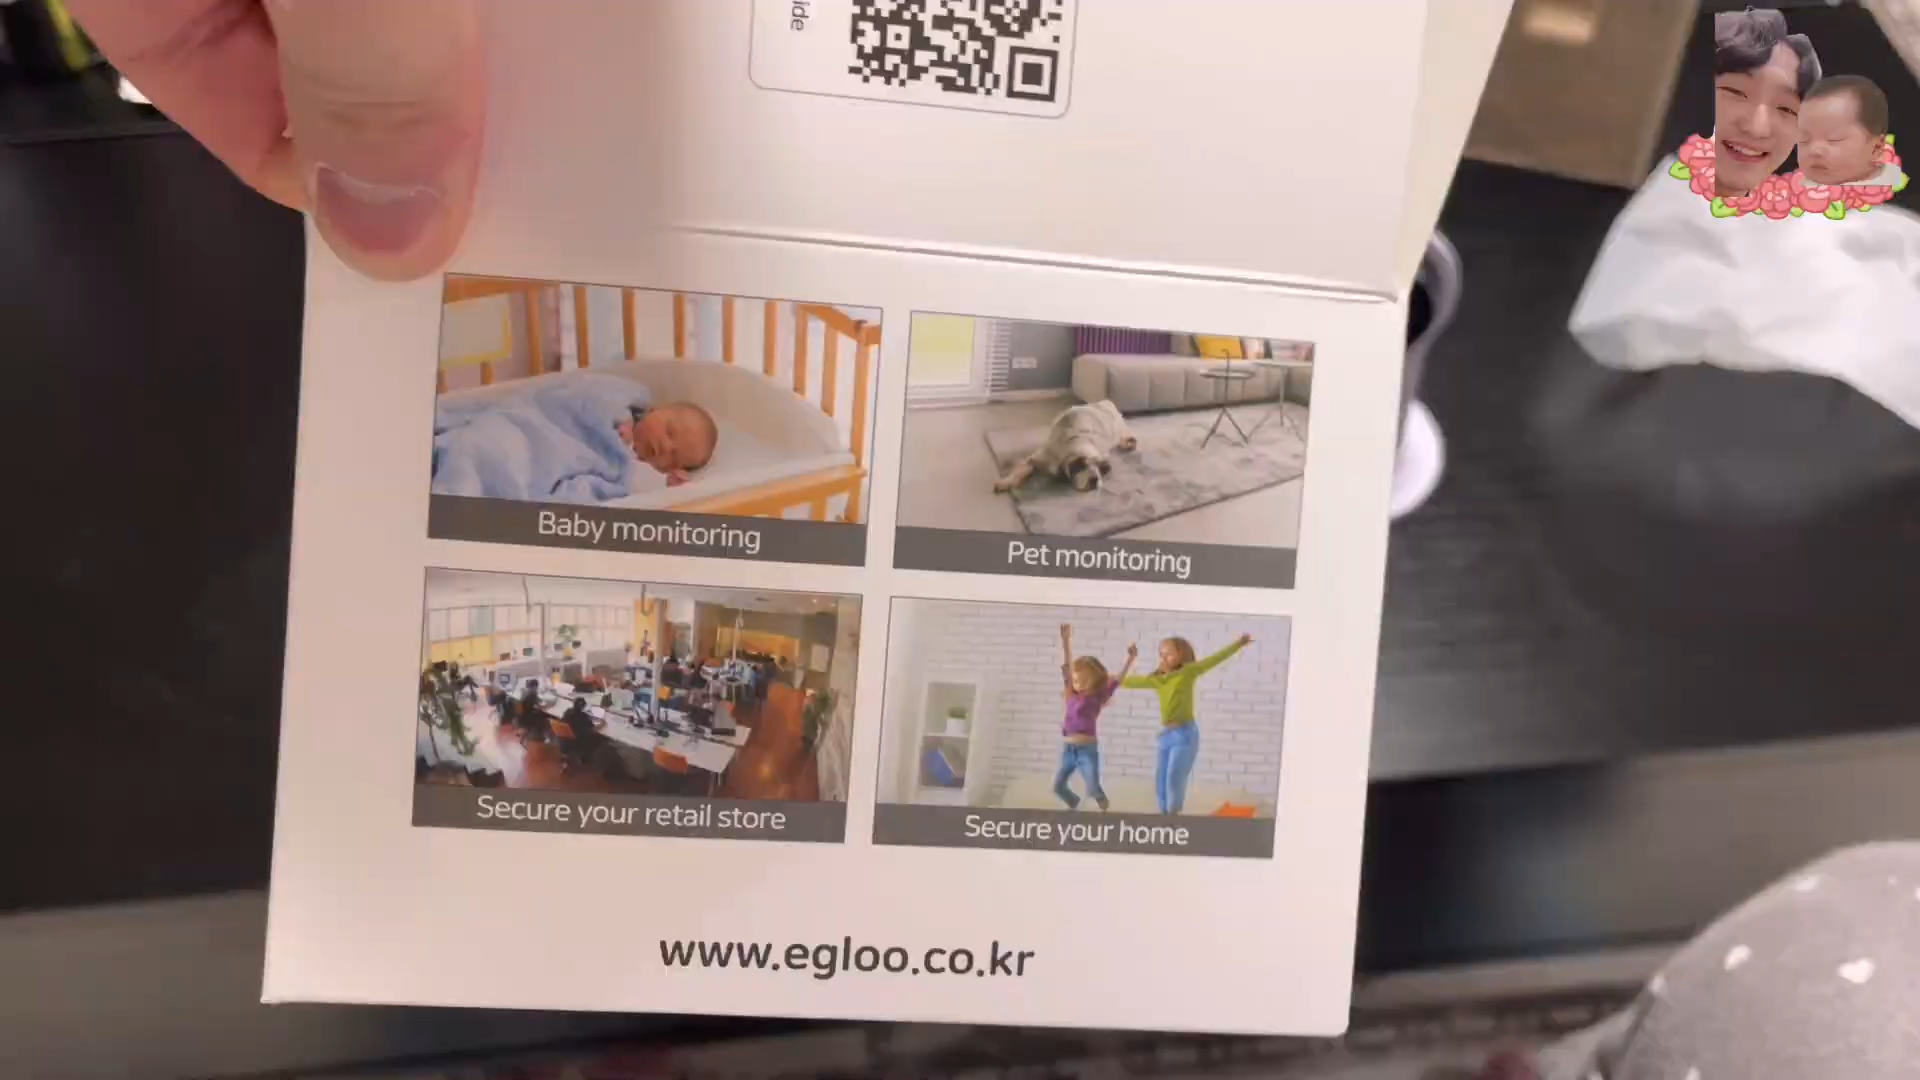 Baby monitoring
Pet monitoring
Secure your retail store
Secure your home
www.egloo.co.kr